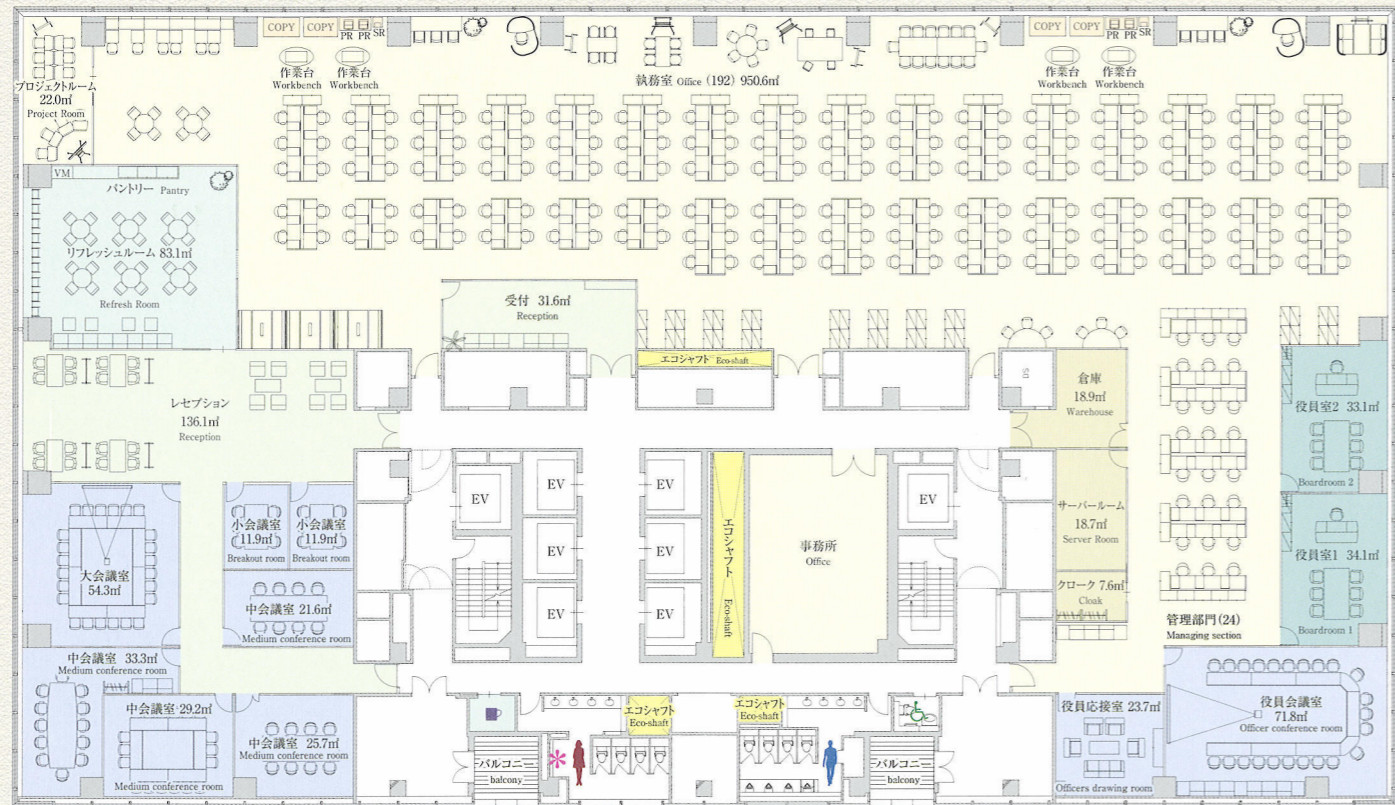 COPY
COPY
PR
PR
SR
COPY
COPY
PR
PR
SR
作業台
Workbench
作業台
Workbench
執務室 Office (192) 950.6㎡
作業台
Workbench
作業台
Workbench
プロジェクトルーム
22.0㎡
Project Room
VM
パントリー Pantry
リフレッシュルーム 83.1㎡
Refresh Room
受付 31.6㎡
Reception
エコシャフト Eco-shaft
レセプション
136.1㎡
Reception
倉庫
18.9㎡
Warehouse
役員室2 33.1㎡
Boardroom 2
EV
EV
EV
EV
EV
EV
EV
EV
エコシャフト Eco-shaft
事務所
Office
サーバールーム
18.7㎡
Server Room
クローク 7.6㎡
Cloak
役員室1 34.1㎡
Boardroom 1
管理部門(24)
Managing section
大会議室
54.3㎡
小会議室
11.9㎡
Breakout room
小会議室
11.9㎡
Breakout room
中会議室 21.6㎡
Medium conference room
中会議室 33.3㎡
Medium conference room
中会議室 29.2㎡
Medium conference room
中会議室 25.7㎡
Medium conference room
バルコニー
balcony
エコシャフト
Eco-shaft
エコシャフト
Eco-shaft
バルコニー
balcony
役員応接室 23.7㎡
Officers drawing room
役員会議室
71.8㎡
Officer conference room